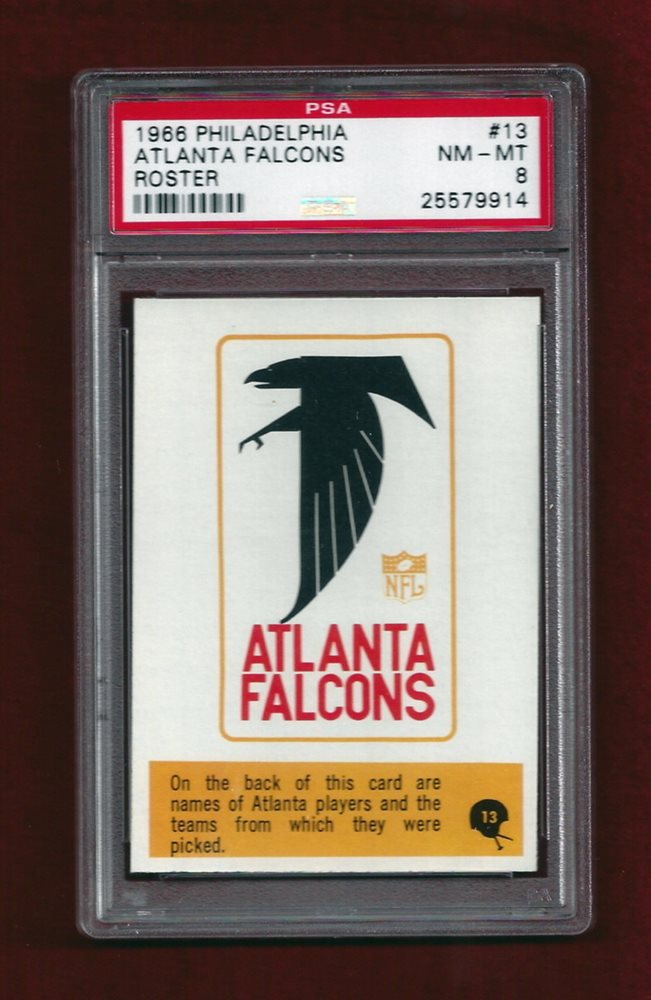 PSA
1966 PHILADELPHIA #13
ATLANTA FALCONS NM - MT
ROSTER 8
25579914
NFL
ATLANTA
FALCONS
On the back of this card are
names of Atlanta players and the
teams from which they were
picked.
13